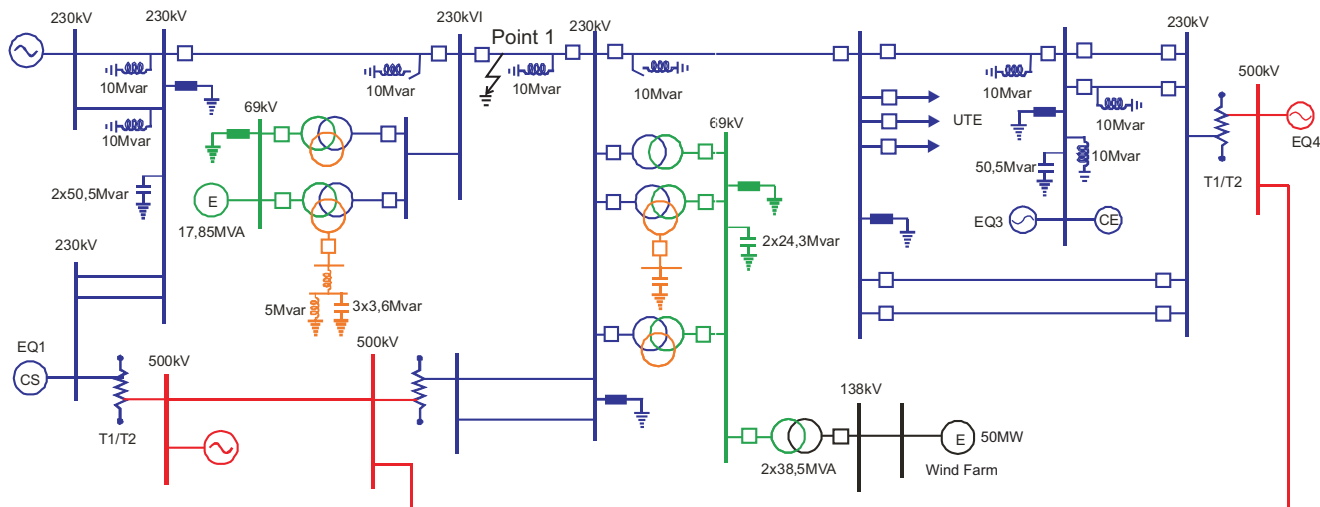 230kV
230kV
230kVI
Point 1
230kV
230kV
500kV
10Mvar
10Mvar
10Mvar
10Mvar
10Mvar
10Mvar
69kV
69kV
UTE
EQ4
10Mvar
10Mvar
T1/T2
2x50,5Mvar
E
17,85MVA
50,5Mvar
EQ3
CE
230kV
2x24,3Mvar
5Mvar
3x3,6Mvar
EQ1
CS
500kV
500kV
138kV
T1/T2
E
50MW
2x38,5MVA
Wind Farm